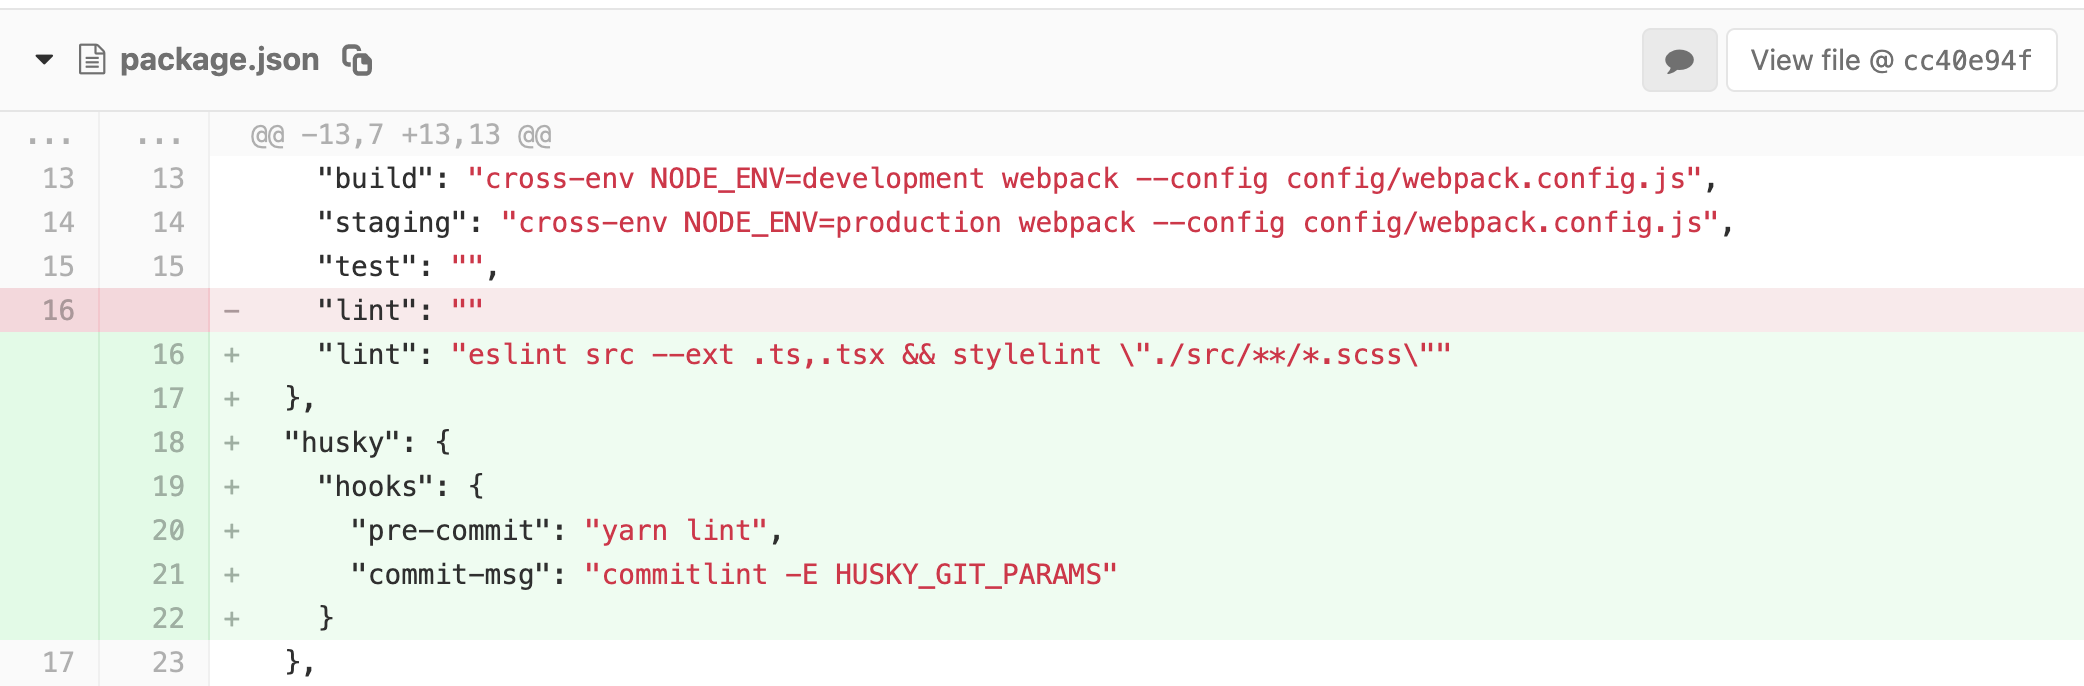 package.json
View file @ cc40e94f
... ... @@ -13,7 +13,13 @@
13 13 "build": "cross-env NODE_ENV=development webpack --config config/webpack.config.js",
14 14 "staging": "cross-env NODE_ENV=production webpack --config config/webpack.config.js",
15 15 "test": "",
16 - "lint": ""
16 + "lint": "eslint src --ext .ts,.tsx && stylelint \"./src/**/*.scss\""
17 + },
18 + "husky": {
19 + "hooks": {
20 + "pre-commit": "yarn lint",
21 + "commit-msg": "commitlint -E HUSKY_GIT_PARAMS"
22 + }
17 23 },